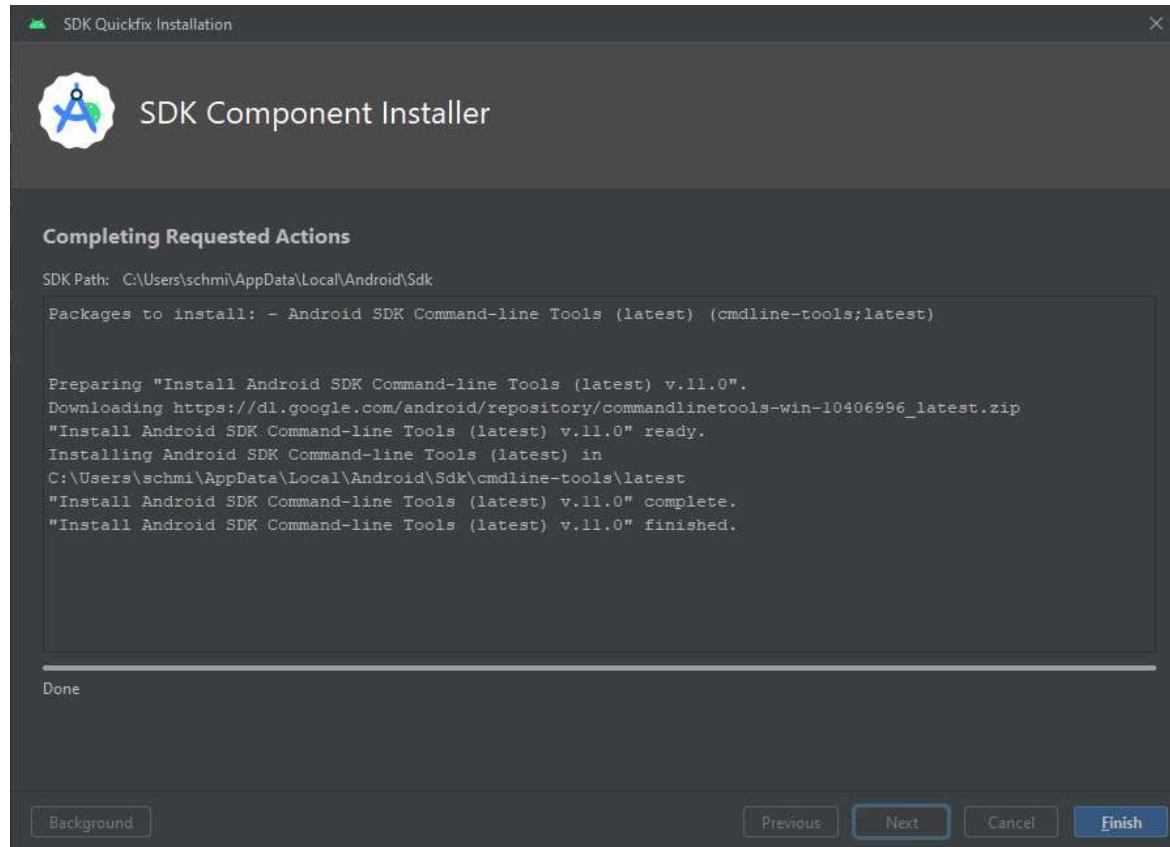 SDK Quickfix Installation
SDK Component Installer
Completing Requested Actions
SDK Path: C:\Users\schmi\AppData\Local\Android\Sdk
Packages to install: - Android SDK Command-line Tools (latest) (cmdline-tools;latest)
Preparing "Install Android SDK Command-line Tools (latest) v.11.0".
Downloading https://dl.google.com/android/repository/commandlinetools-win-10406996_latest.zip
"Install Android SDK Command-line Tools (latest) v.11.0" ready.
Installing Android SDK Command-line Tools (latest) in
C:\Users\schmi\AppData\Local\Android\Sdk\cmdline-tools\latest
"Install Android SDK Command-line Tools (latest) v.11.0" complete.
"Install Android SDK Command-line Tools (latest) v.11.0" finished.
Done
Background Previous Next Cancel Finish